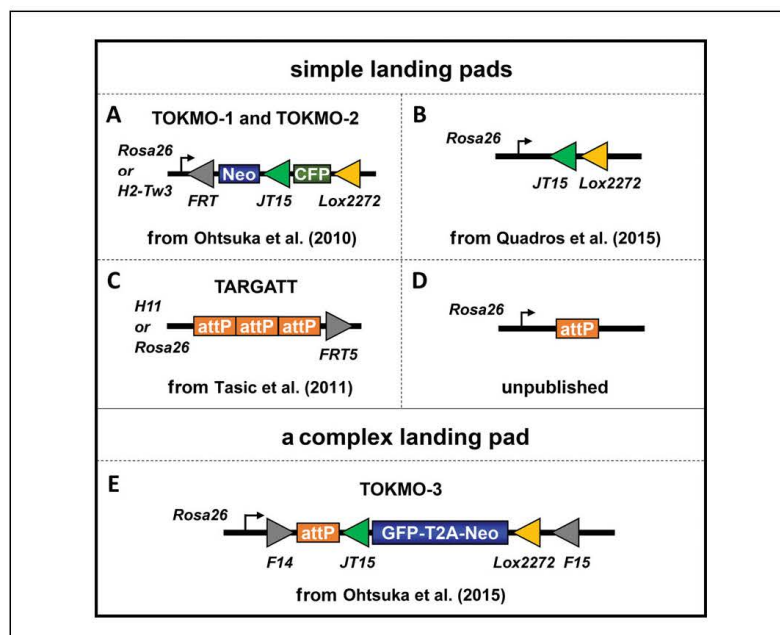 simple landing pads
A
TOKMO-1 and TOKMO-2
Rosa26
or
H2-Tw3
Neo
CFP
FRT
JT15
Lox2272
from Ohtsuka et al. (2010)
B
Rosa26
JT15
Lox2272
from Quadros et al. (2015)
C
TARGATT
H11
or
Rosa26
attP attP attP
FRT5
from Tasic et al. (2011)
D
Rosa26
attP
unpublished
a complex landing pad
E
TOKMO-3
Rosa26
attP
GFP-T2A-Neo
F14
JT15
Lox2272
F15
from Ohtsuka et al. (2015)